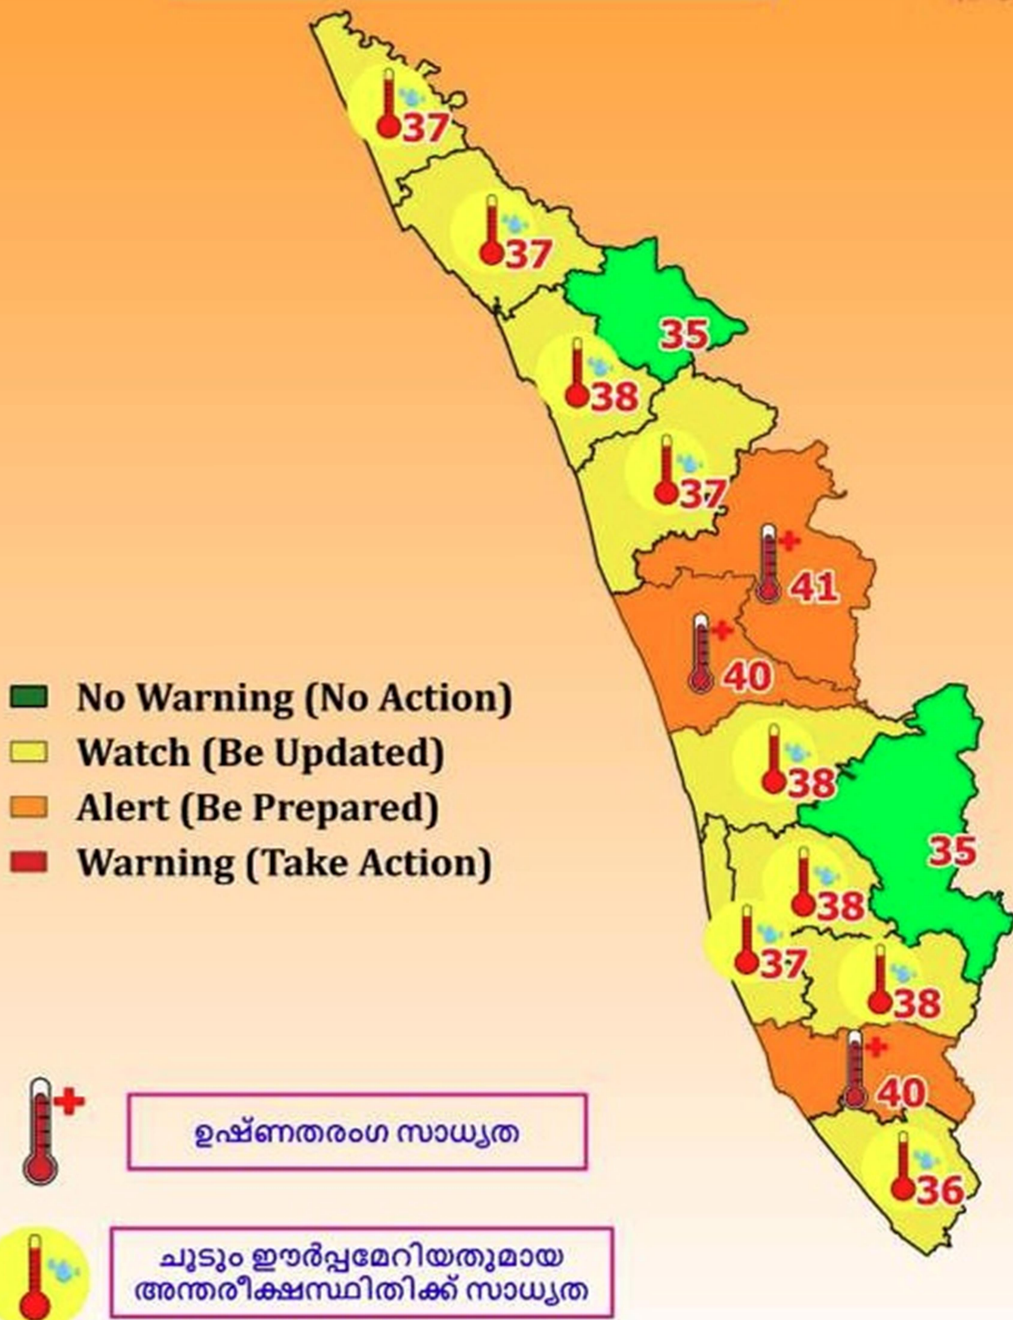 37
37
35
38
37
41
40
No Warning (No Action)
Watch (Be Updated)
Alert (Be Prepared)
Warning (Take Action)
38
35
38
37
38
40
36
ഉഷ്ണതരംഗ സാധ്യത
ചൂടും ഈർപ്പമേറിയതുമായ
അന്തരീക്ഷസ്ഥിതിക്ക് സാധ്യത